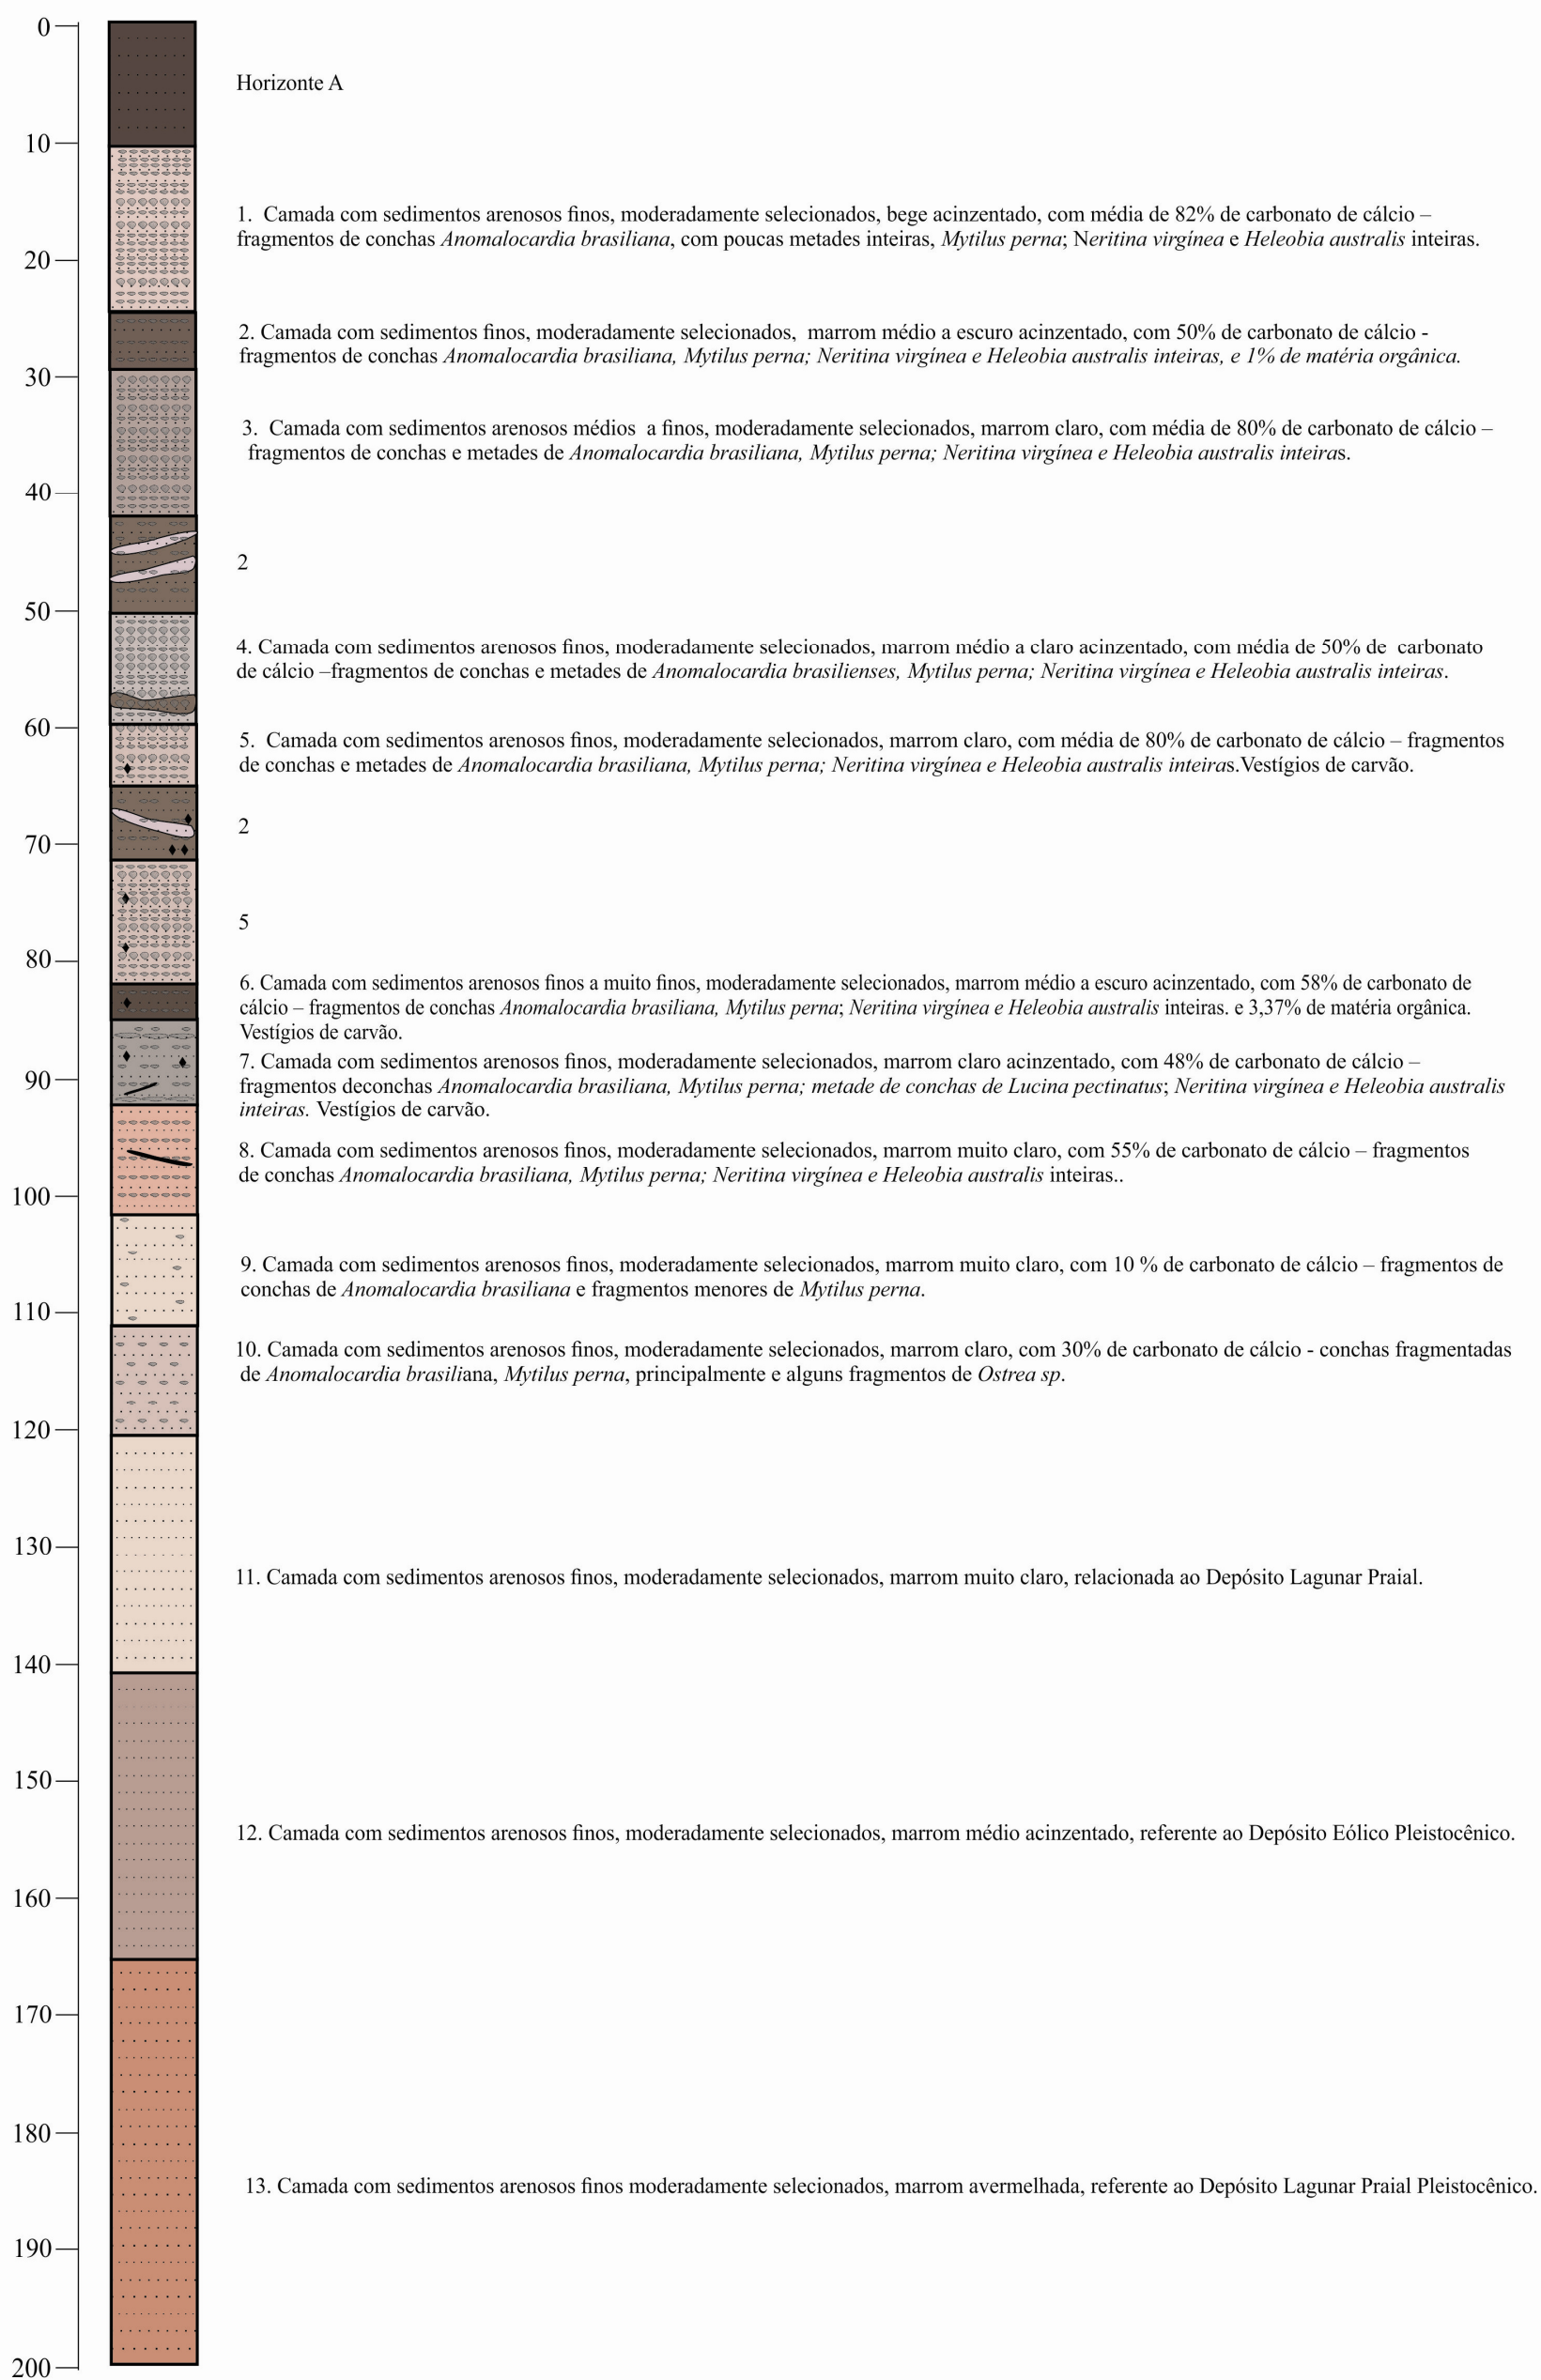 0
Horizonte A
10
1. Camada com sedimentos arenosos finos, moderadamente selecionados, bege acinzentado, com média de 82% de carbonato de cálcio –
fragmentos de conchas Anomalocardia brasiliana, com poucas metades inteiras, Mytilus perna; Neritina virgínea e Heleobia australis inteiras.
20
2. Camada com sedimentos finos, moderadamente selecionados, marrom médio a escuro acinzentado, com 50% de carbonato de cálcio -
fragmentos de conchas Anomalocardia brasiliana, Mytilus perna; Neritina virgínea e Heleobia australis inteiras, e 1% de matéria orgânica.
30
3. Camada com sedimentos arenosos médios a finos, moderadamente selecionados, marrom claro, com média de 80% de carbonato de cálcio –
fragmentos de conchas e metades de Anomalocardia brasiliana, Mytilus perna; Neritina virgínea e Heleobia australis inteiras.
40
2
50
4. Camada com sedimentos arenosos finos, moderadamente selecionados, marrom médio a claro acinzentado, com média de 50% de carbonato
de cálcio –fragmentos de conchas e metades de Anomalocardia brasilienses, Mytilus perna; Neritina virgínea e Heleobia australis inteiras.
60
5. Camada com sedimentos arenosos finos, moderadamente selecionados, marrom claro, com média de 80% de carbonato de cálcio – fragmentos
de conchas e metades de Anomalocardia brasiliana, Mytilus perna; Neritina virgínea e Heleobia australis inteiras.Vestígios de carvão.
2
70
5
80
6. Camada com sedimentos arenosos finos a muito finos, moderadamente selecionados, marrom médio a escuro acinzentado, com 58% de carbonato de
cálcio – fragmentos de conchas Anomalocardia brasiliana, Mytilus perna; Neritina virgínea e Heleobia australis inteiras. e 3,37% de matéria orgânica.
Vestígios de carvão.
7. Camada com sedimentos arenosos finos, moderadamente selecionados, marrom claro acinzentado, com 48% de carbonato de cálcio –
90
fragmentos deconchas Anomalocardia brasiliana, Mytilus perna; metade de conchas de Lucina pectinatus; Neritina virgínea e Heleobia australis
inteiras. Vestígios de carvão.
8. Camada com sedimentos arenosos finos, moderadamente selecionados, marrom muito claro, com 55% de carbonato de cálcio – fragmentos
de conchas Anomalocardia brasiliana, Mytilus perna; Neritina virgínea e Heleobia australis inteiras..
100
9. Camada com sedimentos arenosos finos, moderadamente selecionados, marrom muito claro, com 10 % de carbonato de cálcio – fragmentos de
conchas de Anomalocardia brasiliana e fragmentos menores de Mytilus perna.
110
10. Camada com sedimentos arenosos finos, moderadamente selecionados, marrom claro, com 30% de carbonato de cálcio - conchas fragmentadas
de Anomalocardia brasiliana, Mytilus perna, principalmente e alguns fragmentos de Ostrea sp.
120
130
11. Camada com sedimentos arenosos finos, moderadamente selecionados, marrom muito claro, relacionada ao Depósito Lagunar Praial.
140
150
12. Camada com sedimentos arenosos finos, moderadamente selecionados, marrom médio acinzentado, referente ao Depósito Eólico Pleistocênico.
160
170
180
13. Camada com sedimentos arenosos finos moderadamente selecionados, marrom avermelhada, referente ao Depósito Lagunar Praial Pleistocênico.
190
200